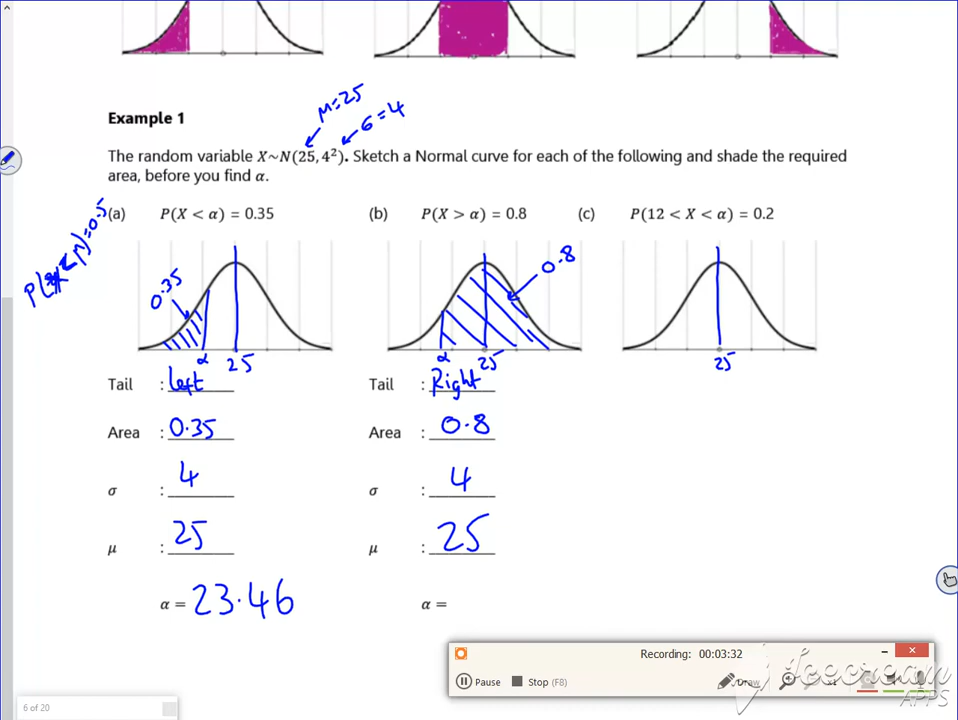 Example 1
μ=25
σ=4
The random variable X~N(25, 4²). Sketch a Normal curve for each of the following and shade the required
area, before you find α.
(a) P(X < α) = 0.35 (b) P(X > α) = 0.8 (c) P(12 < X < α) = 0.2
P(X < μ)=0.5
0.35
0.8
α 25 α 25 25
Tail : Left Tail : Right
Area : 0.35 Area : 0.8
σ : 4 σ : 4
μ : 25 μ : 25
α = 23.46 α =
Recording: 00:03:32
Pause Stop (F8) Draw x1
icecream
APPS
6 of 20